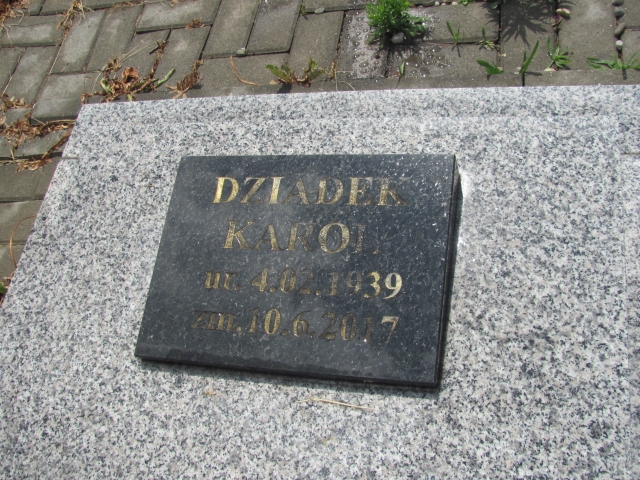 DZIADEK
KAROL
ur. 4.02.1939
zm. 10.6.2017